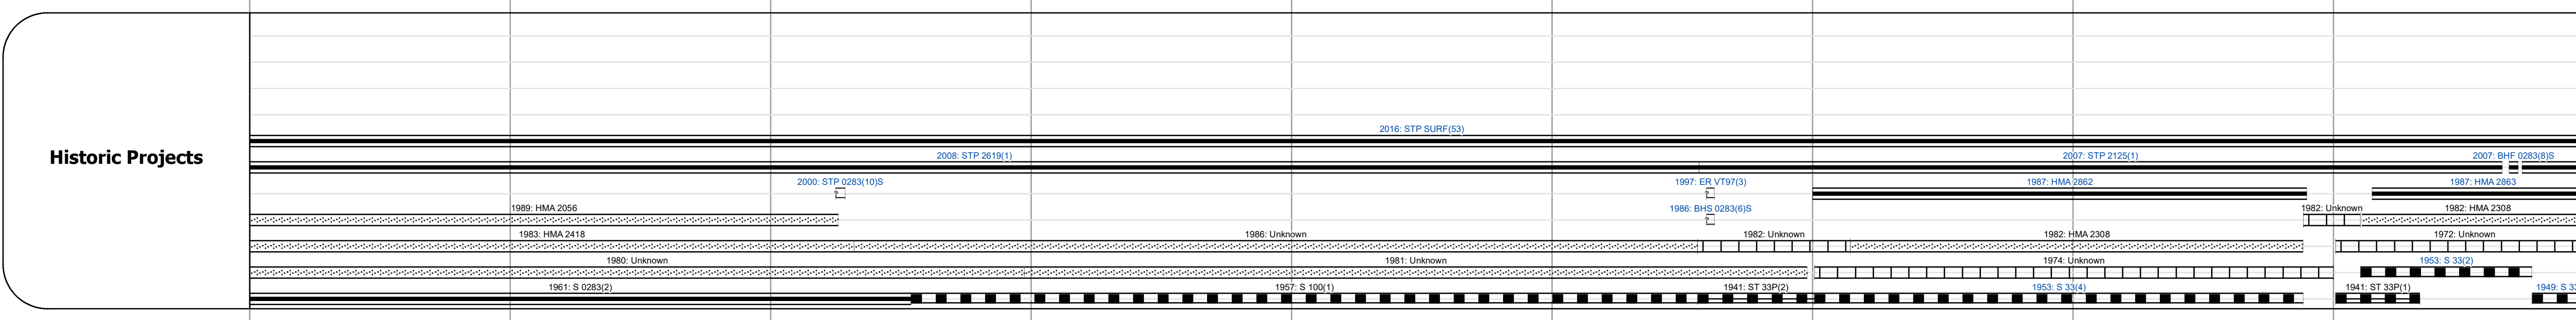 2016: STP SURF(53)
2008: STP 2619(1)
2007: STP 2125(1)
2007: BHF 0283(8)S
Historic Projects
2000: STP 0283(10)S
1997: ER VT97(3)
1987: HMA 2862
1987: HMA 2863
1989: HMA 2056
1986: BHS 0283(6)S
1982: Unknown
1982: HMA 2308
1983: HMA 2418
1986: Unknown
1982: Unknown
1982: HMA 2308
1972: Unknown
1980: Unknown
1981: Unknown
1974: Unknown
1953: S 33(2)
1961: S 0283(2)
1957: S 100(1)
1941: ST 33P(2)
1953: S 33(4)
1941: ST 33P(1)
1949: S 33